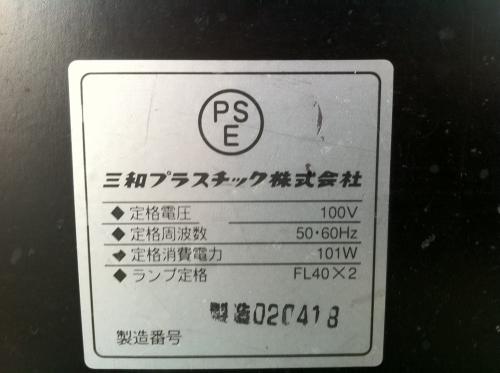 PS
E
三和プラスチック株式会社
◆ 定格電圧 100V
◆ 定格周波数 50・60Hz
◆ 定格消費電力 101W
◆ ランプ定格 FL40×2
製造020418
製造番号